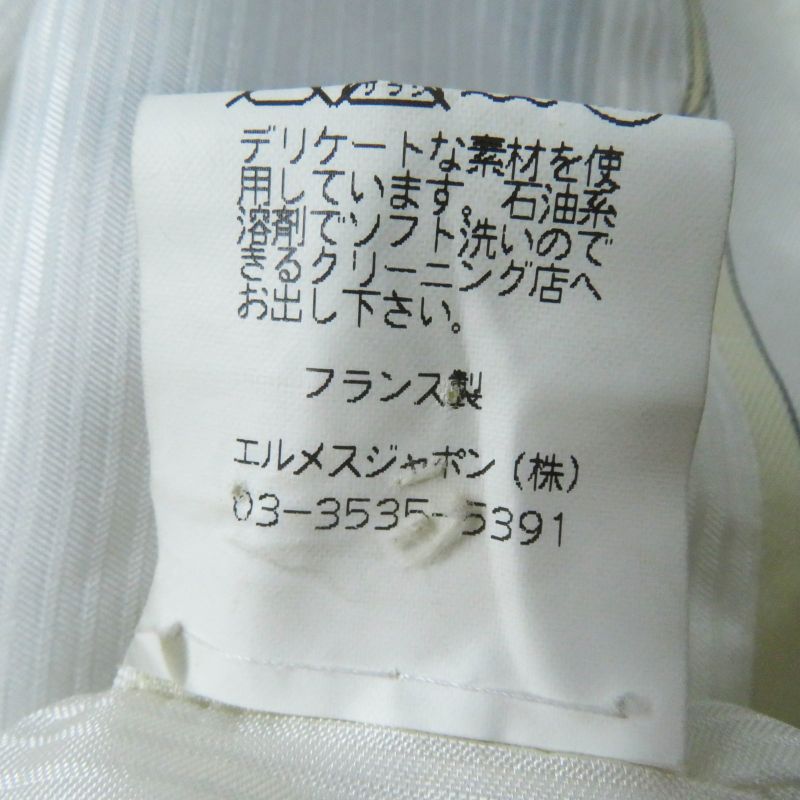 デリケートな素材を使
用しています。石油系
溶剤でソフト洗いので
きるクリーニング店へ
お出し下さい。
フランス製
エルメスジャポン(株)
03-3535-5391